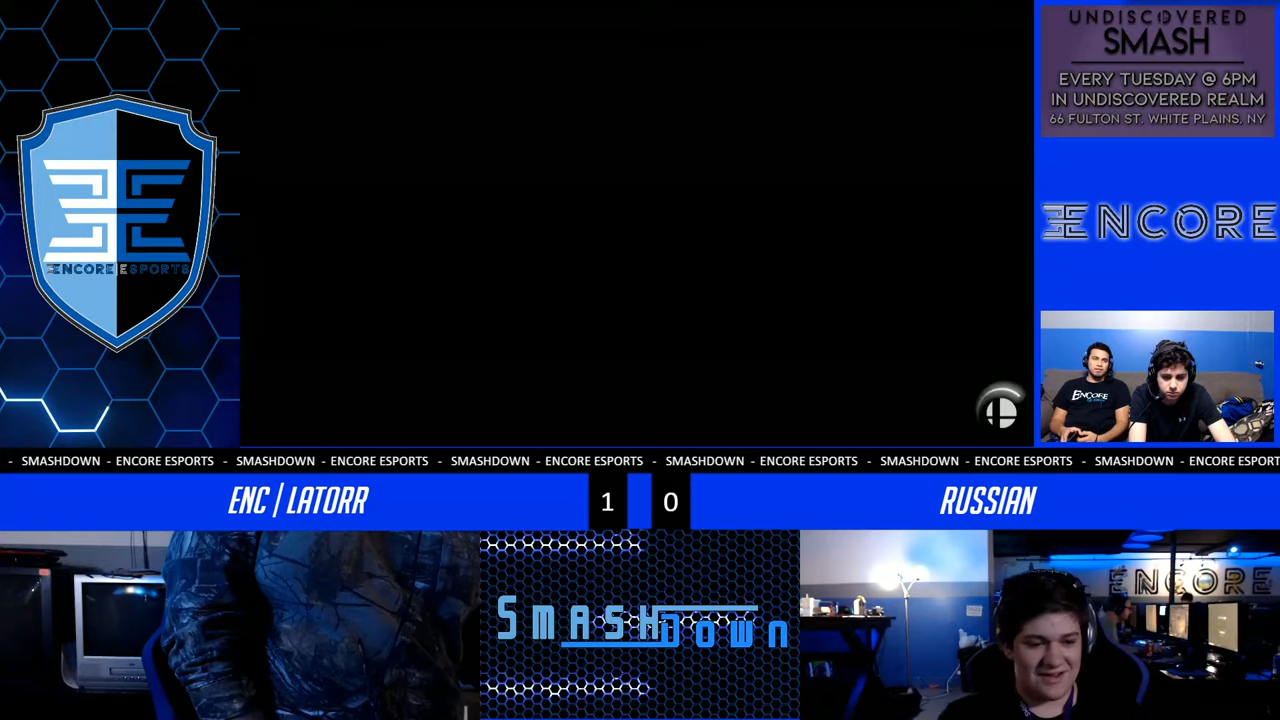 UNDISCOVERED
SMASH
EVERY TUESDAY @ 6PM
IN UNDISCOVERED REALM
66 FULTON ST. WHITE PLAINS, NY
ENCORE ESPORTS
ENCORE
ENCORE
- SMASHDOWN - ENCORE ESPORTS - SMASHDOWN - ENCORE ESPORTS - SMASHDOWN - ENCORE ESPORTS - SMASHDOWN - ENCORE ESPORTS - SMASHDOWN - ENCORE ESPORTS - SMASHDOWN - ENCORE ESPORT
ENC | LATORR 1 0 RUSSIAN
SMASHDOWN
ENCORE